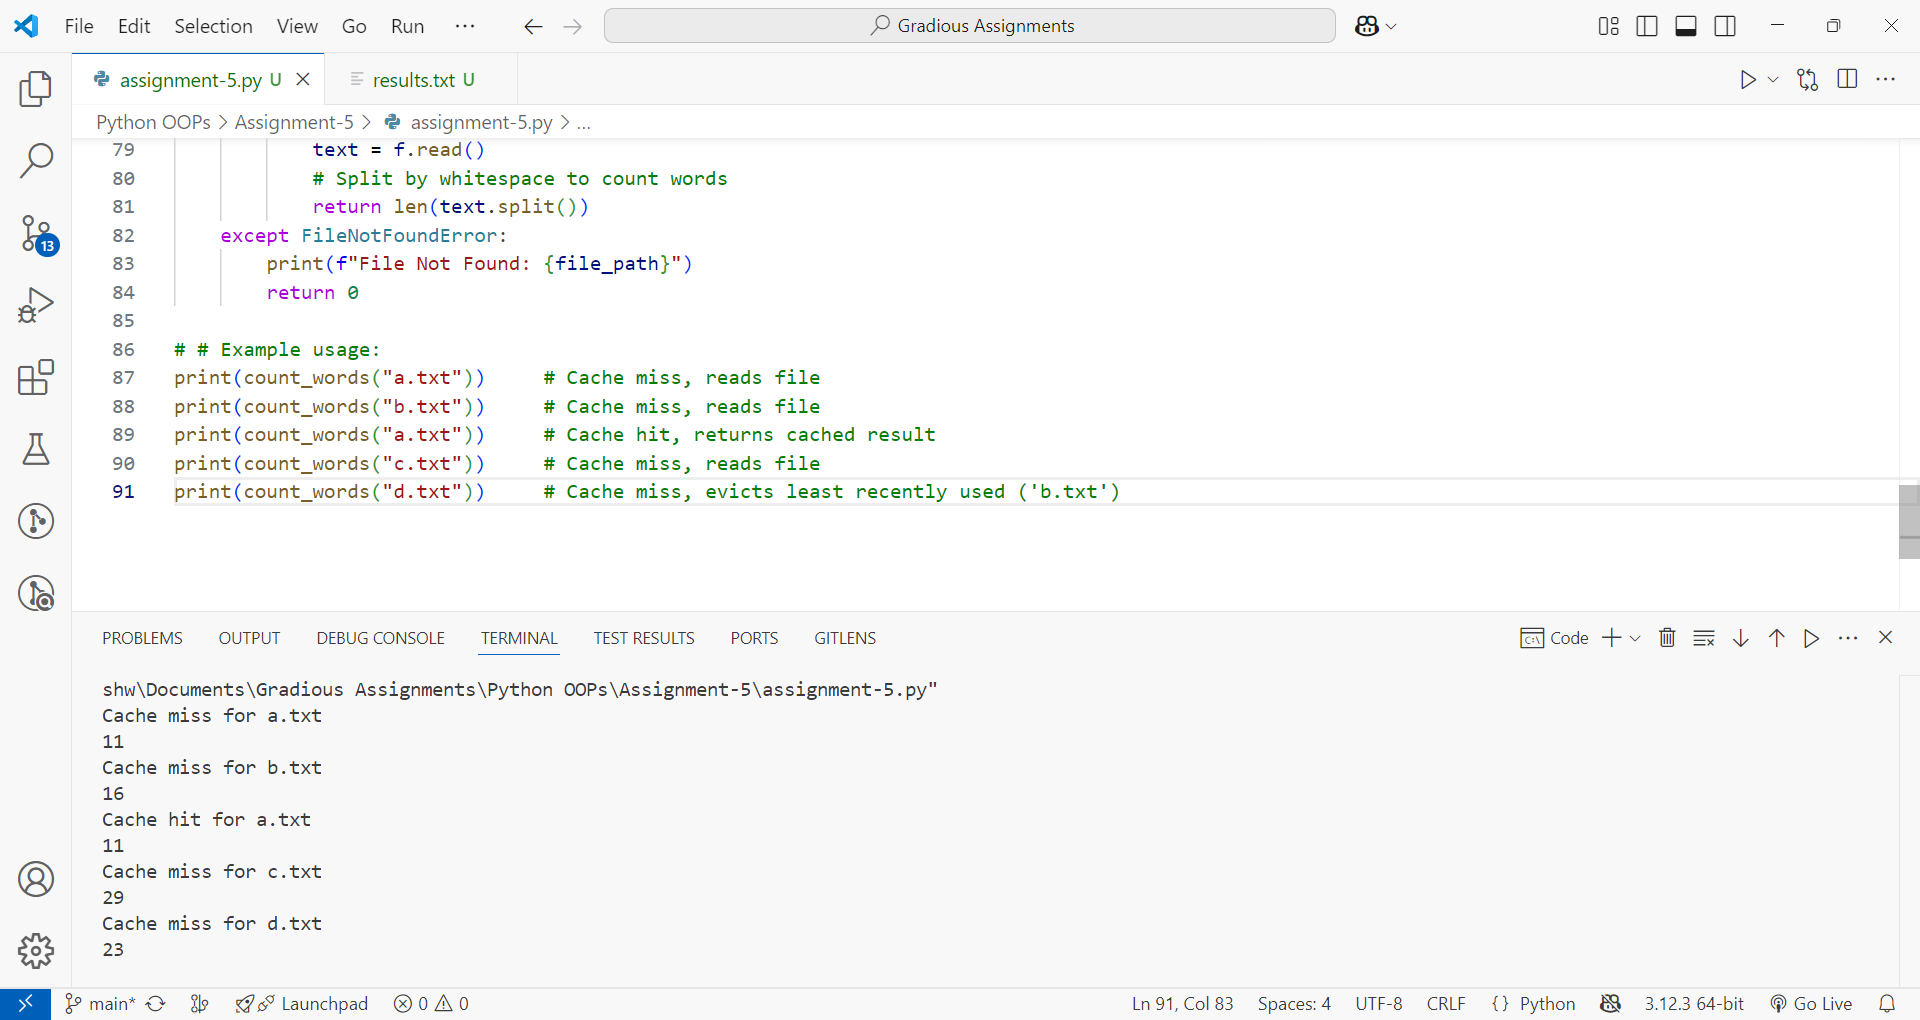 File Edit Selection View Go Run ··· Gradious Assignments
assignment-5.py U results.txt U
Python OOPs > Assignment-5 > assignment-5.py > ...
79 text = f.read()
80 # Split by whitespace to count words
81 return len(text.split())
82 except FileNotFoundError:
83 print(f"File Not Found: {file_path}")
84 return 0
85
86 # # Example usage:
87 print(count_words("a.txt")) # Cache miss, reads file
88 print(count_words("b.txt")) # Cache miss, reads file
89 print(count_words("a.txt")) # Cache hit, returns cached result
90 print(count_words("c.txt")) # Cache miss, reads file
91 print(count_words("d.txt")) # Cache miss, evicts least recently used ('b.txt')
13
PROBLEMS OUTPUT DEBUG CONSOLE TERMINAL TEST RESULTS PORTS GITLENS Code
shw\Documents\Gradious Assignments\Python OOPs\Assignment-5\assignment-5.py"
Cache miss for a.txt
11
Cache miss for b.txt
16
Cache hit for a.txt
11
Cache miss for c.txt
29
Cache miss for d.txt
23
main* Launchpad 0 0 Ln 91, Col 83 Spaces: 4 UTF-8 CRLF {} Python 3.12.3 64-bit Go Live